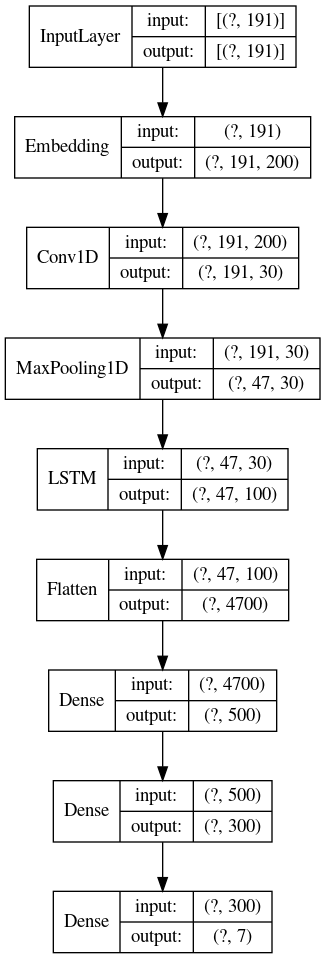 InputLayer
input: [(?, 191)]
output: [(?, 191)]
Embedding
input: (?, 191)
output: (?, 191, 200)
Conv1D
input: (?, 191, 200)
output: (?, 191, 30)
MaxPooling1D
input: (?, 191, 30)
output: (?, 47, 30)
LSTM
input: (?, 47, 30)
output: (?, 47, 100)
Flatten
input: (?, 47, 100)
output: (?, 4700)
Dense
input: (?, 4700)
output: (?, 500)
Dense
input: (?, 500)
output: (?, 300)
Dense
input: (?, 300)
output: (?, 7)